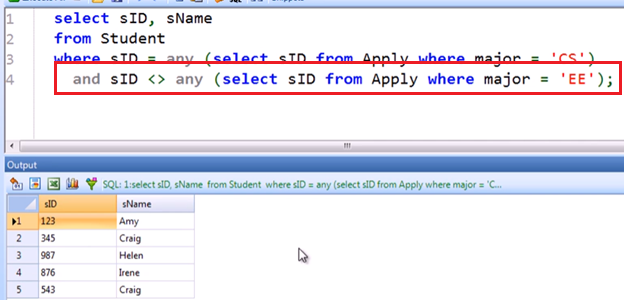 1 select sID, sName
2 from Student
3 where sID = any (select sID from Apply where major = 'CS')
4 and sID <> any (select sID from Apply where major = 'EE');
Output
SQL: 1:select sID, sName from Student where sID = any (select sID from Apply where major = 'C...
sID sName
1 123 Amy
2 345 Craig
3 987 Helen
4 876 Irene
5 543 Craig